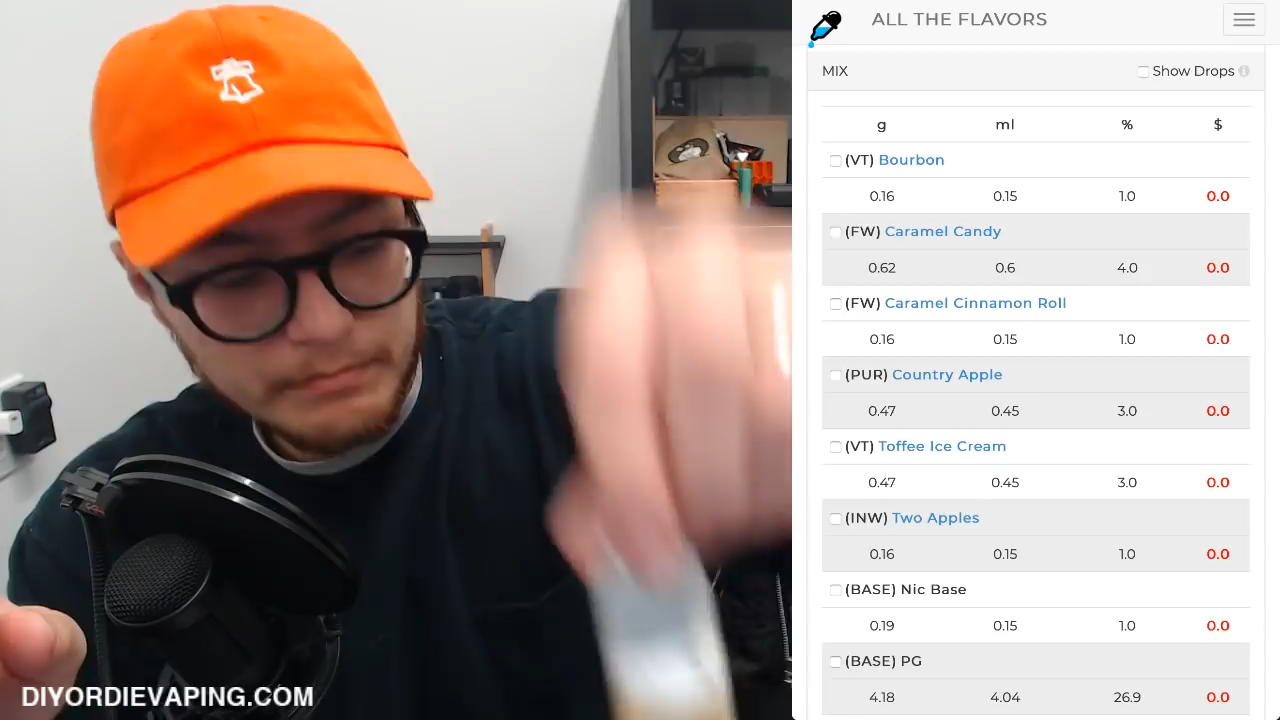 ALL THE FLAVORS
MIX
Show Drops
g ml % $
(VT) Bourbon
0.16 0.15 1.0 0.0
(FW) Caramel Candy
0.62 0.6 4.0 0.0
(FW) Caramel Cinnamon Roll
0.16 0.15 1.0 0.0
(PUR) Country Apple
0.47 0.45 3.0 0.0
(VT) Toffee Ice Cream
0.47 0.45 3.0 0.0
(INW) Two Apples
0.16 0.15 1.0 0.0
(BASE) Nic Base
0.19 0.15 1.0 0.0
(BASE) PG
4.18 4.04 26.9 0.0
DIYORDIEVAPING.COM